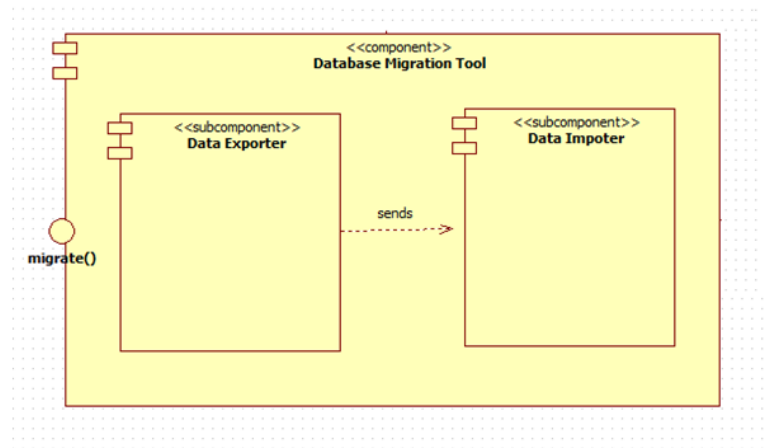 <<component>>
Database Migration Tool
<<subcomponent>>
Data Exporter
<<subcomponent>>
Data Impoter
sends
migrate()